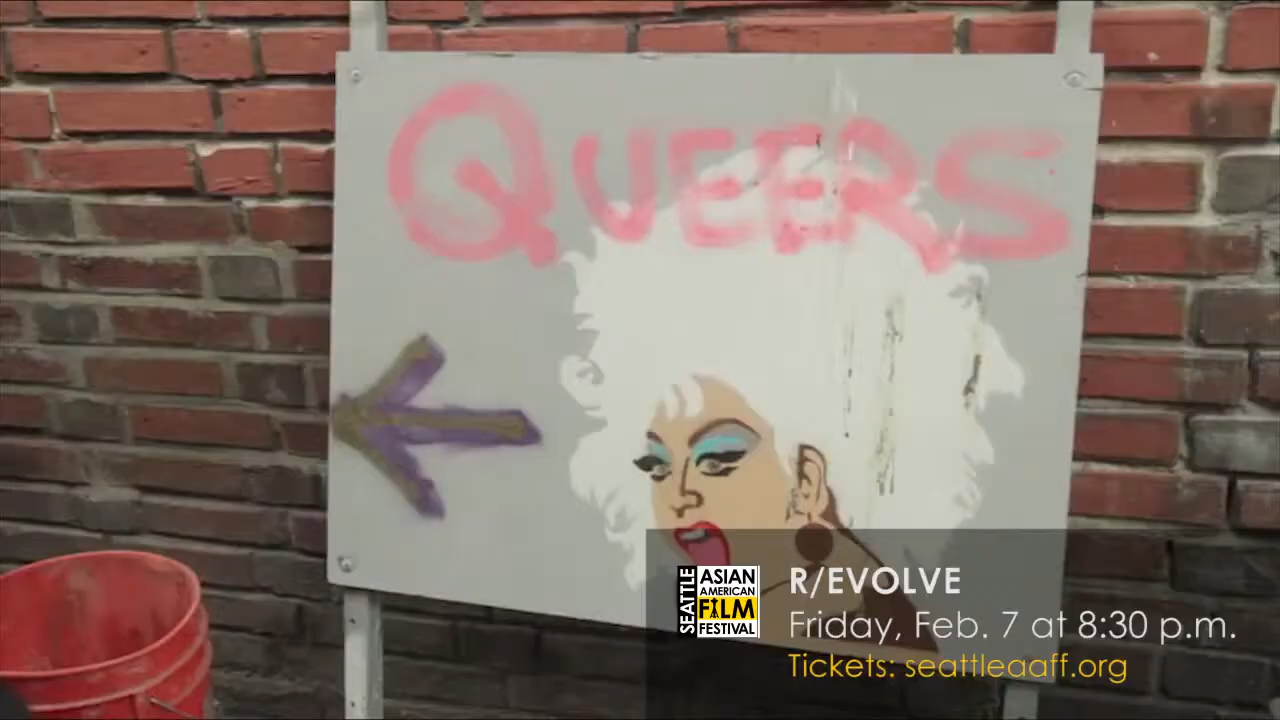 QUEERS
SEATTLE
ASIAN
AMERICAN
FILM
FESTIVAL
R/EVOLVE
Friday, Feb. 7 at 8:30 p.m.
Tickets: seattleaaff.org